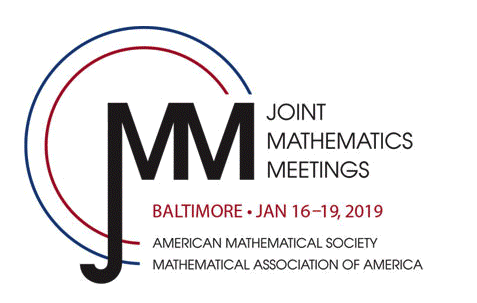 JMM
JOINT
MATHEMATICS
MEETINGS
BALTIMORE • JAN 16–19, 2019
AMERICAN MATHEMATICAL SOCIETY
MATHEMATICAL ASSOCIATION OF AMERICA